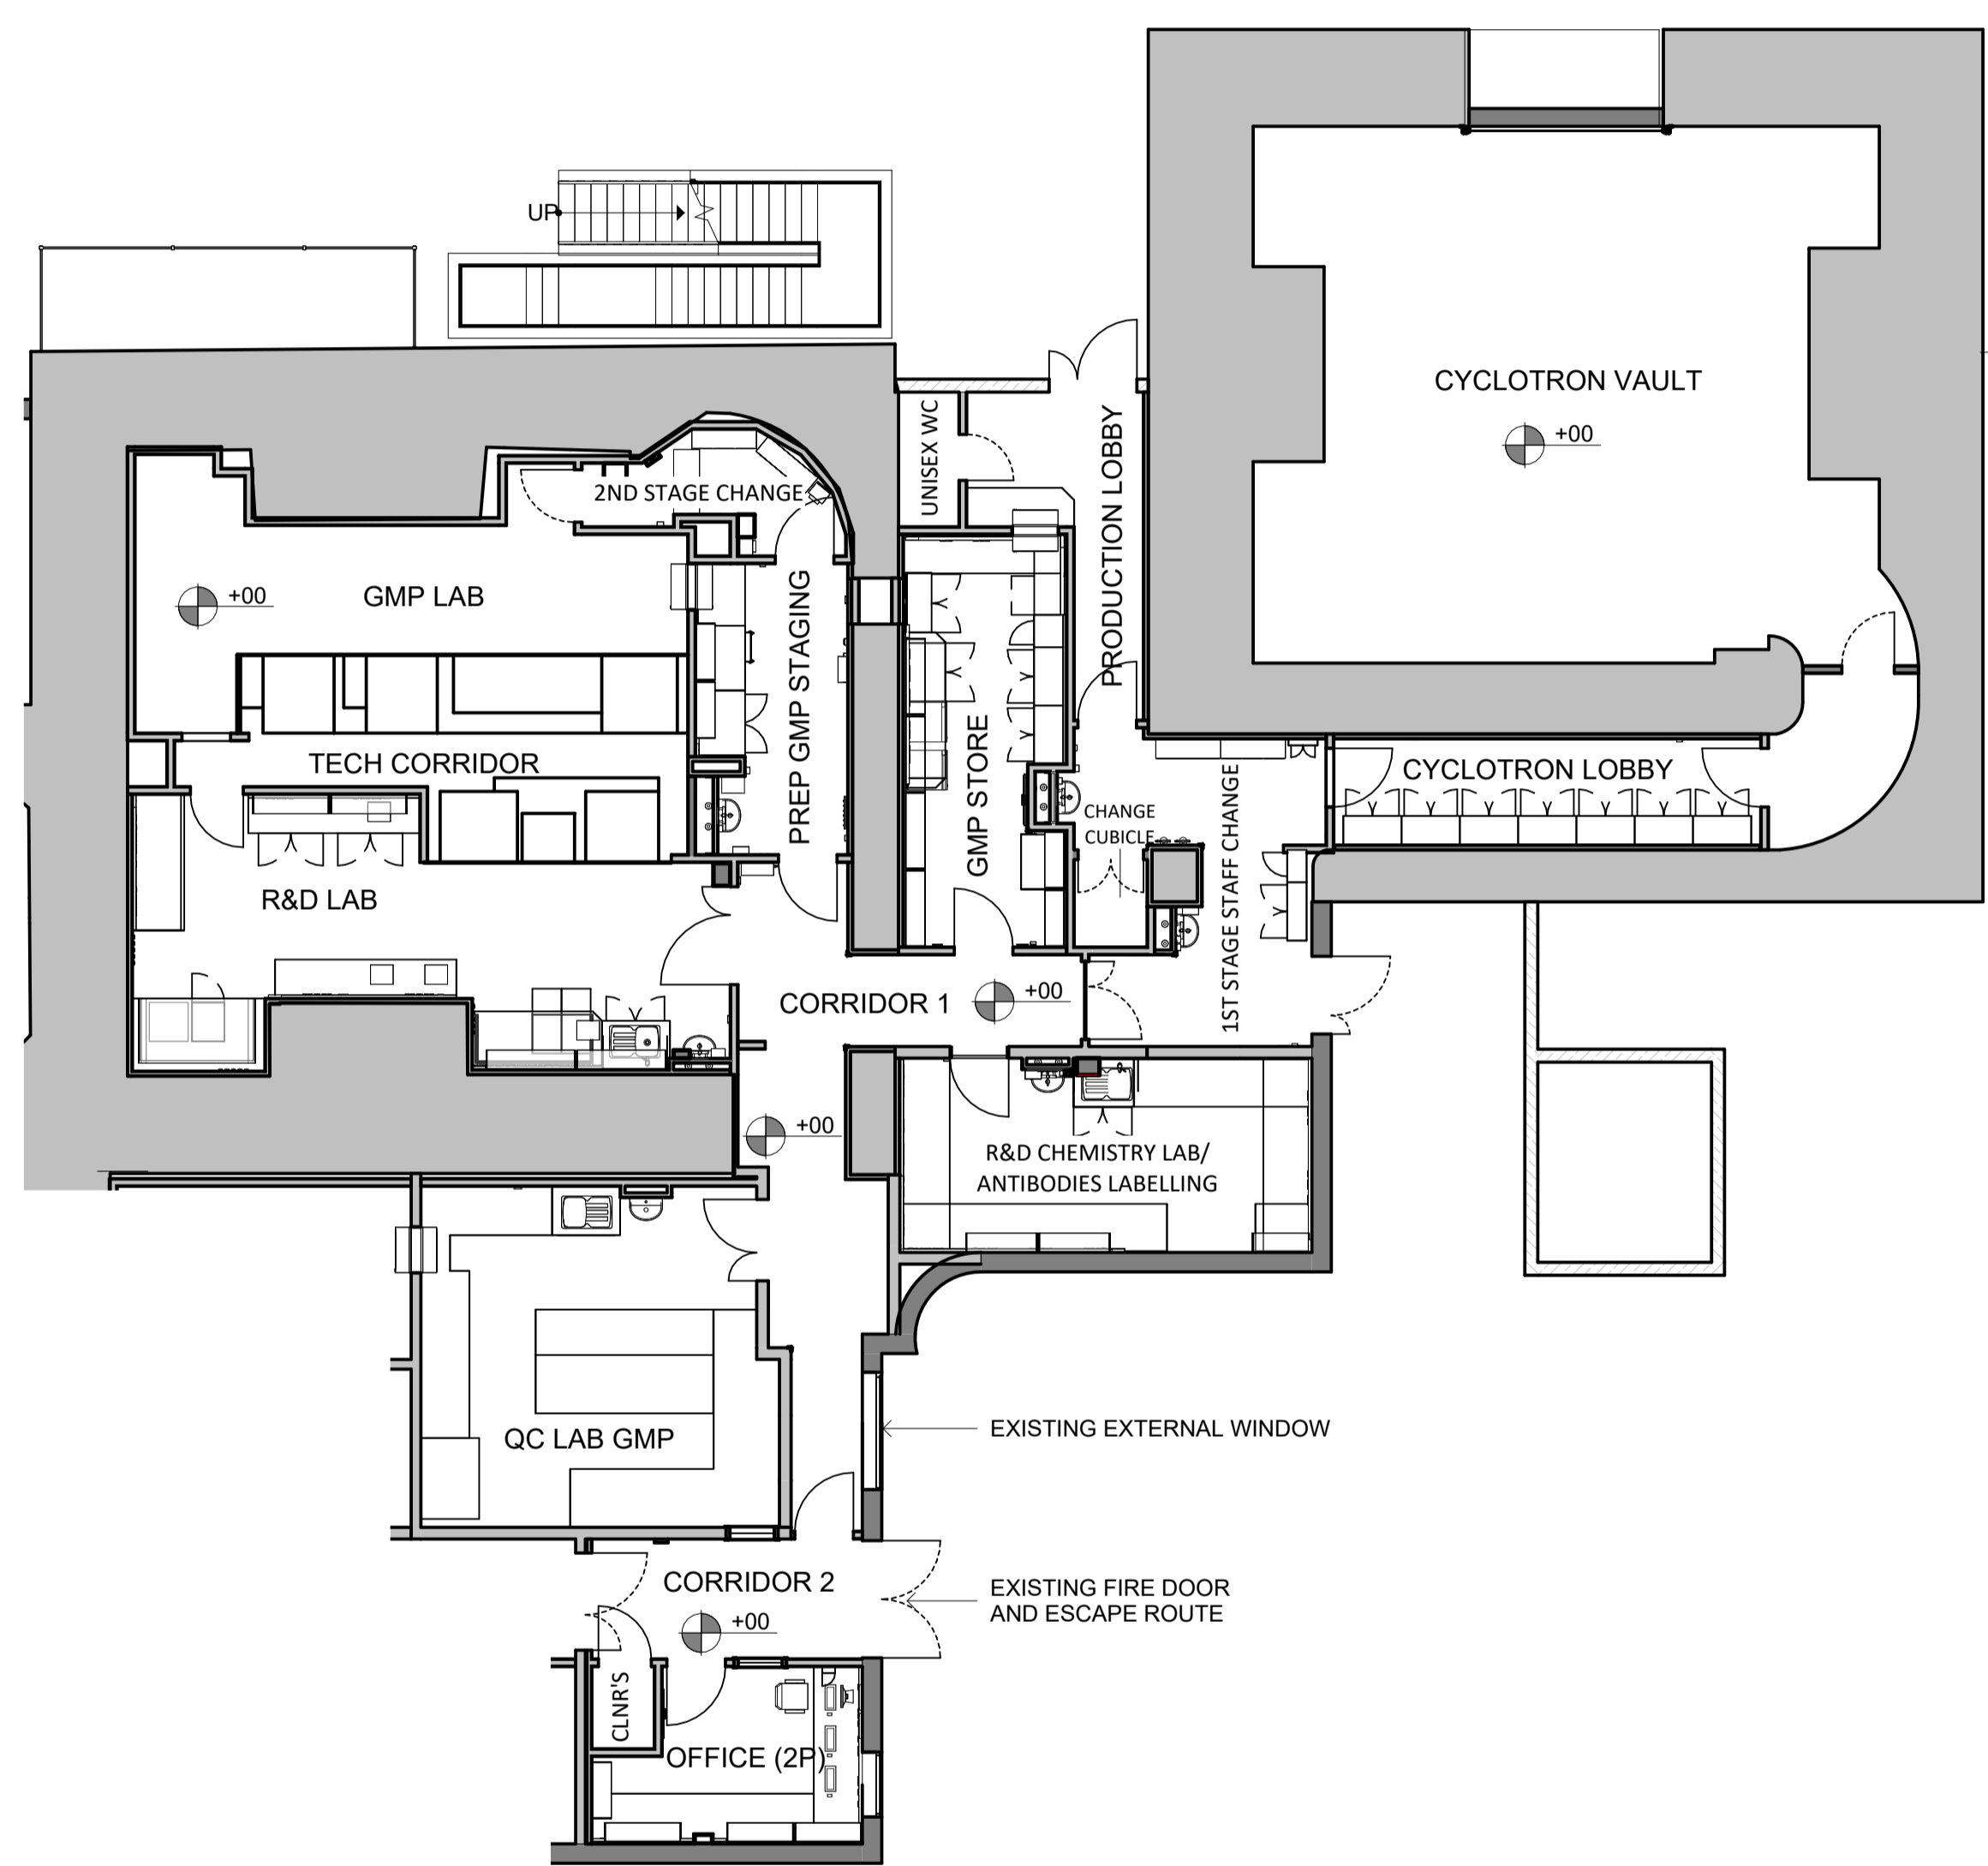 UP
CYCLOTRON VAULT
+00
UNISEX WC
PRODUCTION LOBBY
2ND STAGE CHANGE
GMP LAB
+00
PREP GMP STAGING
TECH CORRIDOR
GMP STORE
CHANGE
CUBICLE
1ST STAGE STAFF CHANGE
CYCLOTRON LOBBY
R&D LAB
CORRIDOR 1
+00
+00
R&D CHEMISTRY LAB/
ANTIBODIES LABELLING
QC LAB GMP
EXISTING EXTERNAL WINDOW
CORRIDOR 2
+00
EXISTING FIRE DOOR
AND ESCAPE ROUTE
CLNR'S
OFFICE (2P)